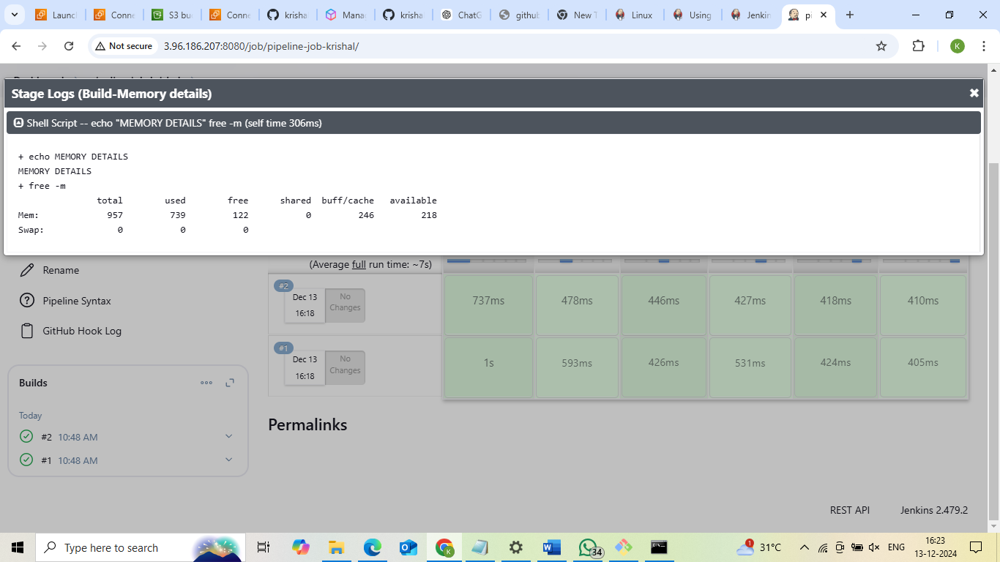 Launc
Conne
S3 bu
Conne
krisha
Mana
krisha
ChatG
github
New T
Linux
Using
Jenkin
pi
Not secure
3.96.186.207:8080/job/pipeline-job-krishal/
K
Stage Logs (Build-Memory details)
Shell Script -- echo "MEMORY DETAILS" free -m (self time 306ms)
+ echo MEMORY DETAILS
MEMORY DETAILS
+ free -m
total used free shared buff/cache available
Mem: 957 739 122 0 246 218
Swap: 0 0 0
Rename
Pipeline Syntax
GitHub Hook Log
Builds
Today
#2 10:48 AM
#1 10:48 AM
(Average full run time: ~7s)
#2
Dec 13
16:18
No
Changes
737ms 478ms 446ms 427ms 418ms 410ms
#1
Dec 13
16:18
No
Changes
1s 593ms 426ms 531ms 424ms 405ms
Permalinks
REST API Jenkins 2.479.2
Type here to search
K
W
34
1
31°C
ENG
16:23
13-12-2024